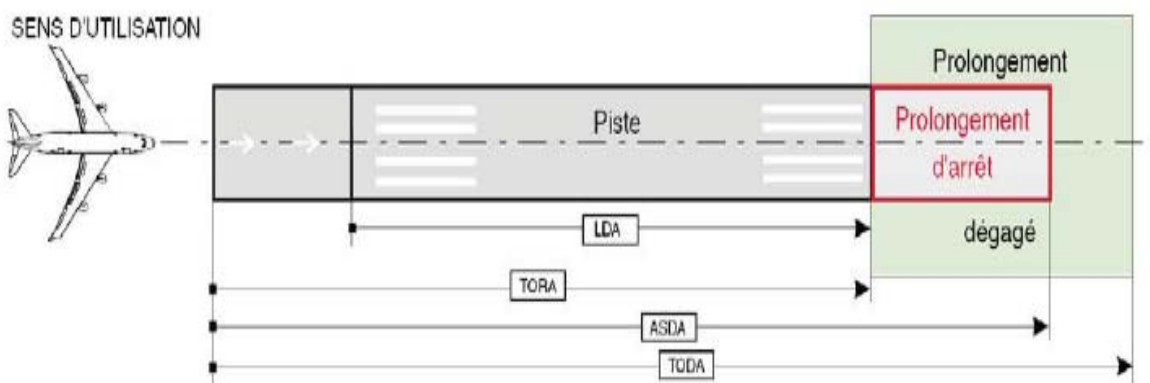 SENS D'UTILISATION
Prolongement
Piste
Prolongement
d'arrêt
dégagé
LDA
TORA
ASDA
TODA